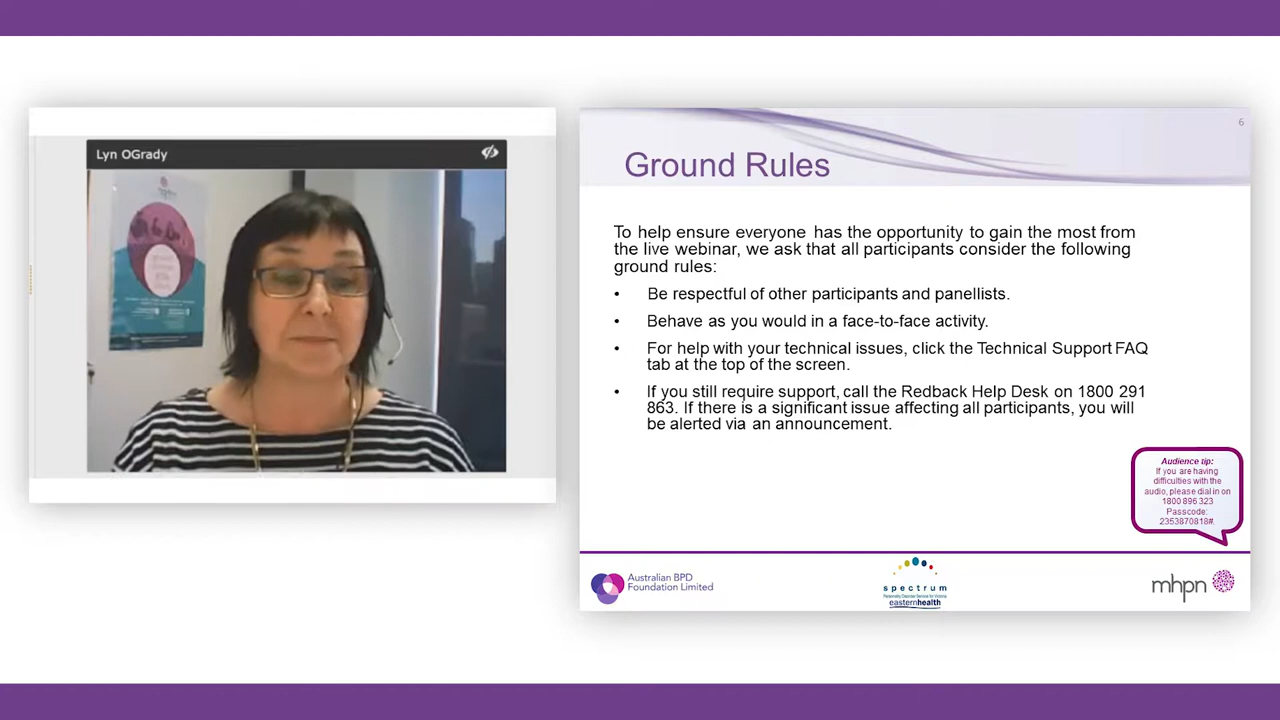 Lyn OGrady
6
Ground Rules
To help ensure everyone has the opportunity to gain the most from
the live webinar, we ask that all participants consider the following
ground rules:
• Be respectful of other participants and panellists.
• Behave as you would in a face-to-face activity.
• For help with your technical issues, click the Technical Support FAQ
tab at the top of the screen.
• If you still require support, call the Redback Help Desk on 1800 291
863. If there is a significant issue affecting all participants, you will
be alerted via an announcement.
Audience tip:
If you are having
difficulties with the
audio, please dial in on
1800 896 323
Passcode:
2353870818#.
Australian BPD
Foundation Limited
spectrum
Personality Disorder Service for Victoria
easternhealth
mhpn